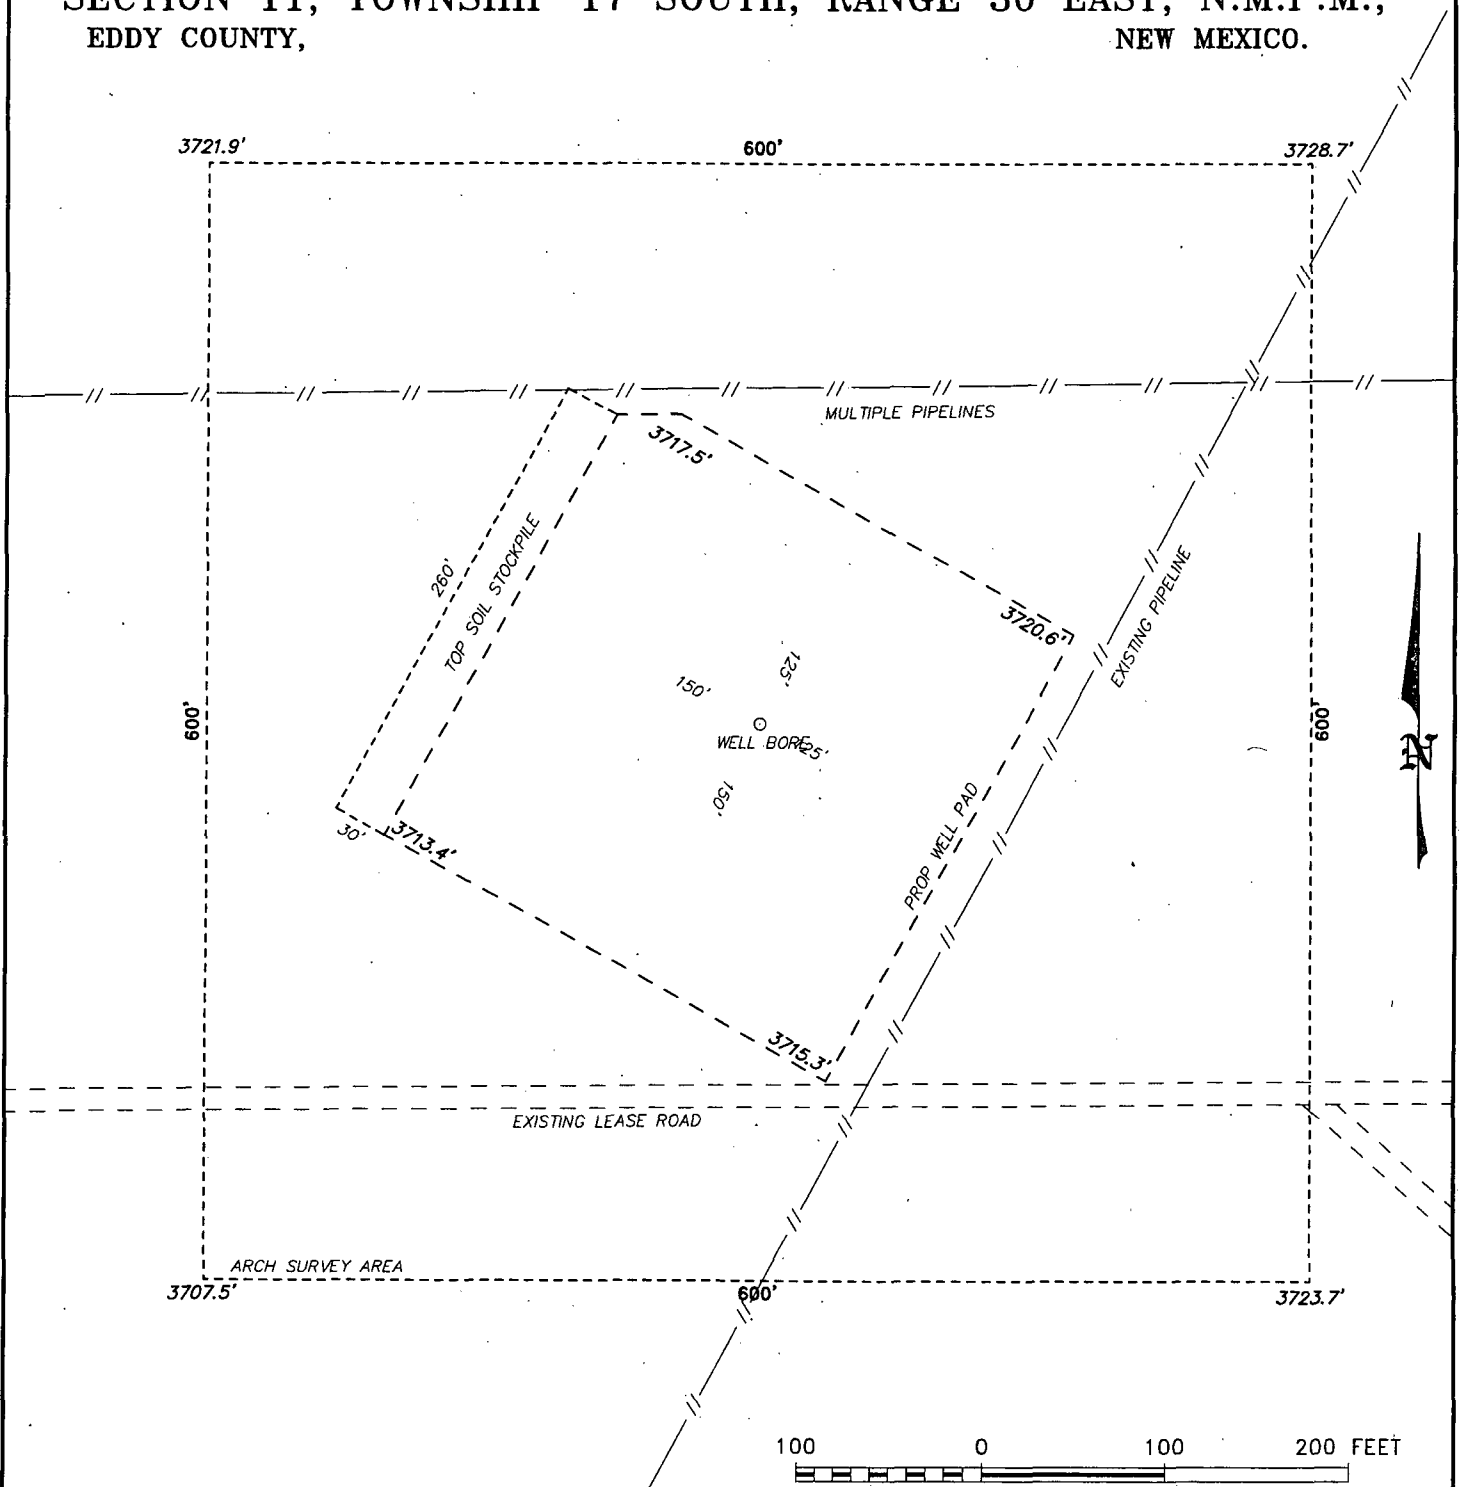 SECTION 11, TOWNSHIP 17 SOUTH, RANGE 30 EAST, N.M.P.M.,
EDDY COUNTY, NEW MEXICO.
3721.9' 600' 3728.7'
MULTIPLE PIPELINES
3717.5'
260'
TOP SOIL STOCKPILE
EXISTING PIPELINE
3720.6'
125'
150'
600'
600'
WELL BORE
N
150'
PROP WELL PAD
30'
3713.4'
3715.3'
EXISTING LEASE ROAD
ARCH SURVEY AREA
3707.5' 600' 3723.7'
100 0 100 200 FEET